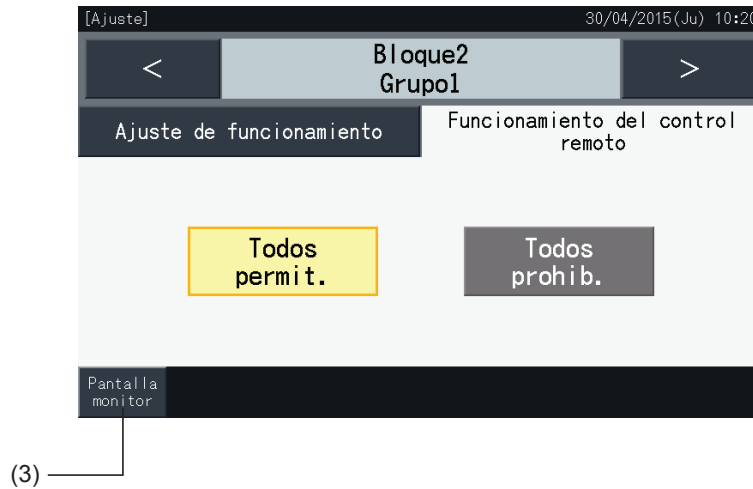 [Ajuste] 30/04/2015(Ju) 10:20
< Bloque2 >
Grupo1
Ajuste de funcionamiento
Funcionamiento del control
remoto
Todos
permit.
Todos
prohib.
Pantalla
monitor
(3)